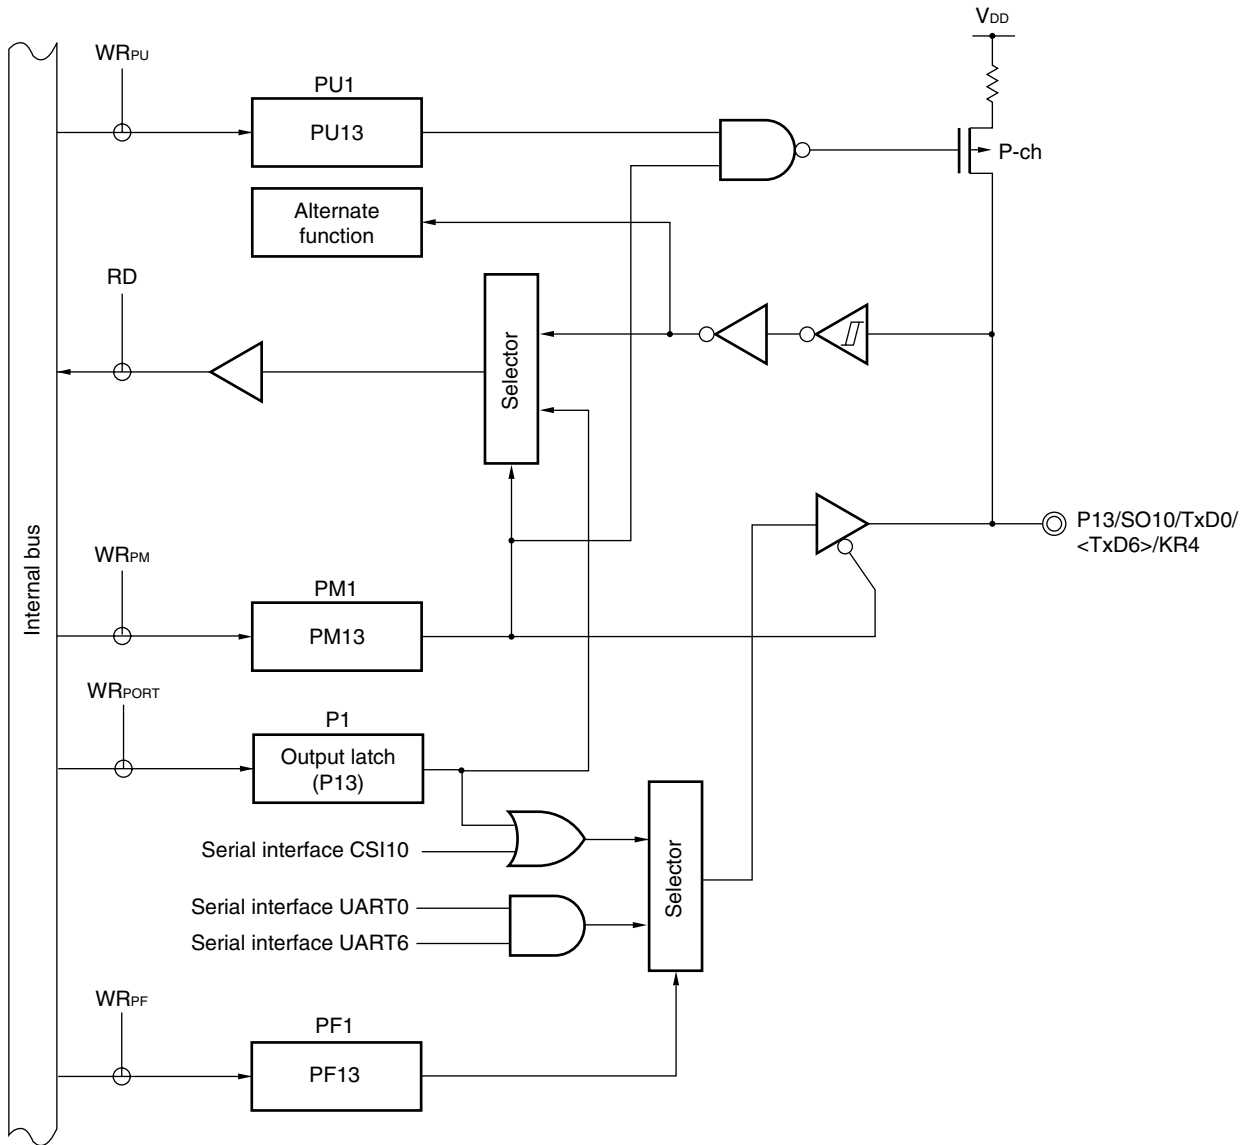 VDD
WRPU
PU1
PU13
P-ch
Alternate
function
RD
Selector
Internal bus
P13/SO10/TxD0/
<TxD6>/KR4
WRPM
PM1
PM13
WRPORT
P1
Output latch
(P13)
Serial interface CSI10
Selector
Serial interface UART0
Serial interface UART6
WRPF
PF1
PF13